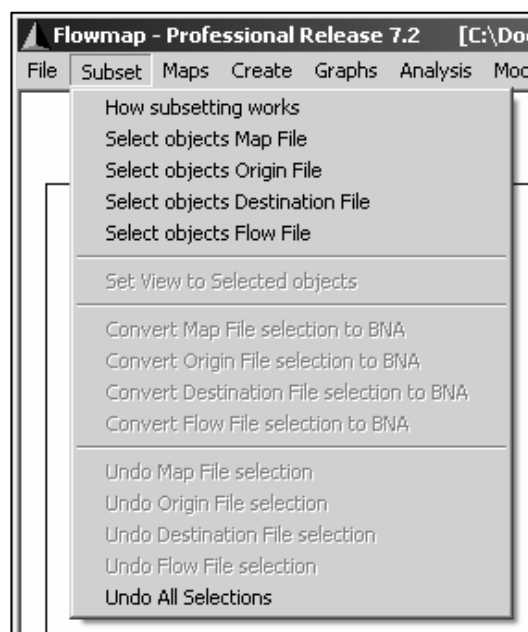 Flowmap - Professional Release 7.2 [C:\Doc
File Subset Maps Create Graphs Analysis Mod
How subsetting works
Select objects Map File
Select objects Origin File
Select objects Destination File
Select objects Flow File
Set View to Selected objects
Convert Map File selection to BNA
Convert Origin File selection to BNA
Convert Destination File selection to BNA
Convert Flow File selection to BNA
Undo Map File selection
Undo Origin File selection
Undo Destination File selection
Undo Flow File selection
Undo All Selections